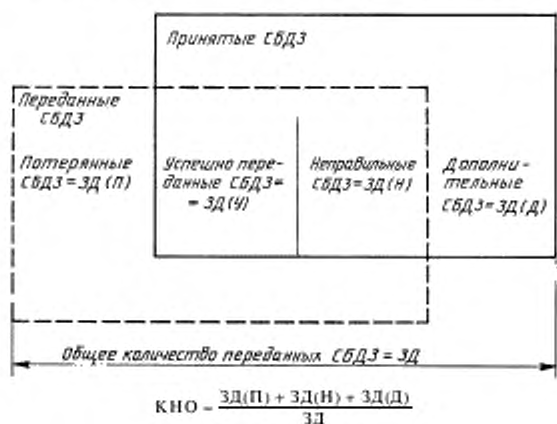 Принятые СБДЗ
Переданные
СБДЗ
Потерянные
СБДЗ = ЗД(П)
Успешно пере-
данные СБДЗ=
= ЗД(У)
Неправильные
СБДЗ=ЗД(Н)
Дополни-
тельные
СБДЗ=ЗД(Д)
Общее количество переданных СБДЗ = ЗД
КНО = ЗД(П) + ЗД(Н) + ЗД(Д)
ЗД